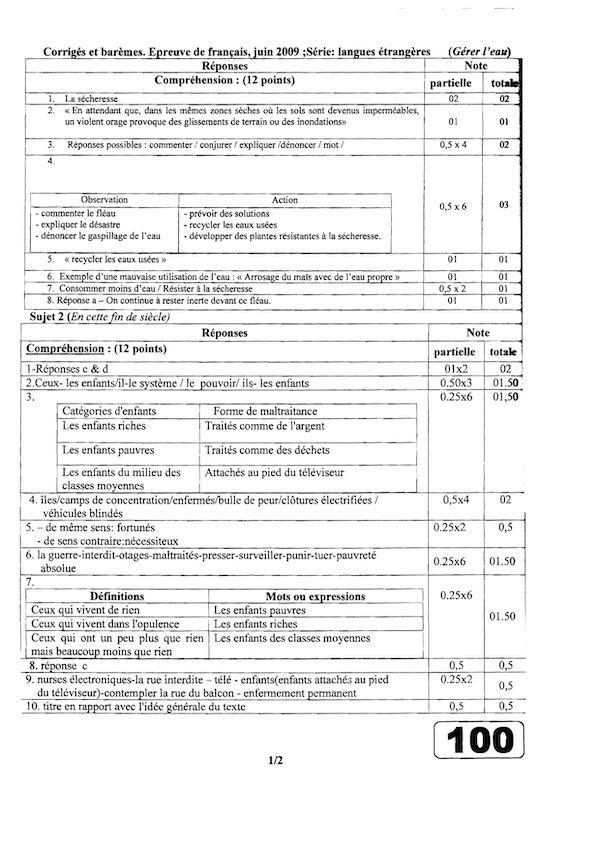 Corrigés et barèmes. Epreuve de français, juin 2009 ;Série: langues étrangères (Gérer l'eau)
Réponses Note
Compréhension : (12 points) partielle totale
1. La sécheresse 02 02
2. « En attendant que, dans les mêmes zones sèches où les sols sont devenus imperméables,
un violent orage provoque des glissements de terrain ou des inondations» 01 01
3. Réponses possibles : commenter / conjurer / expliquer /dénoncer / mot / 0,5 x 4 02
4.
Observation Action
- commenter le fléau - prévoir des solutions
- expliquer le désastre - recycler les eaux usées
- dénoncer le gaspillage de l'eau - développer des plantes résistantes à la sécheresse.
0,5 x 6 03
5. « recycler les eaux usées » 01 01
6. Exemple d'une mauvaise utilisation de l'eau : « Arrosage du maïs avec de l'eau propre » 01 01
7. Consommer moins d'eau / Résister à la sécheresse 0,5 x 2 01
8. Réponse a – On continue à rester inerte devant ce fléau. 01 01
Sujet 2 (En cette fin de siècle)
Réponses Note
Compréhension : (12 points) partielle totale
1-Réponses c & d 01x2 02
2.Ceux- les enfants/il-le système / le pouvoir/ ils- les enfants 0.50x3 01.50
3. 0.25x6 01,50
Catégories d'enfants Forme de maltraitance
Les enfants riches Traités comme de l'argent
Les enfants pauvres Traités comme des déchets
Les enfants du milieu des Attachés au pied du téléviseur
classes moyennes
4. îles/camps de concentration/enfermés/bulle de peur/clôtures électrifiées / 0,5x4 02
véhicules blindés
5. – de même sens: fortunés 0.25x2 0,5
- de sens contraire:nécessiteux
6. la guerre-interdit-otages-maltraités-presser-surveiller-punir-tuer-pauvreté
absolue 0.25x6 01.50
7. 0.25x6
Définitions Mots ou expressions
Ceux qui vivent de rien Les enfants pauvres
Ceux qui vivent dans l'opulence Les enfants riches
Ceux qui ont un peu plus que rien Les enfants des classes moyennes
mais beaucoup moins que rien
01.50
8. réponse c 0,5 0,5
9. nurses électroniques-la rue interdite – télé - enfants(enfants attachés au pied 0.25x2
du téléviseur)-contempler la rue du balcon - enfermement permanent 0,5
10. titre en rapport avec l'idée générale du texte 0,5 0,5
100
1/2